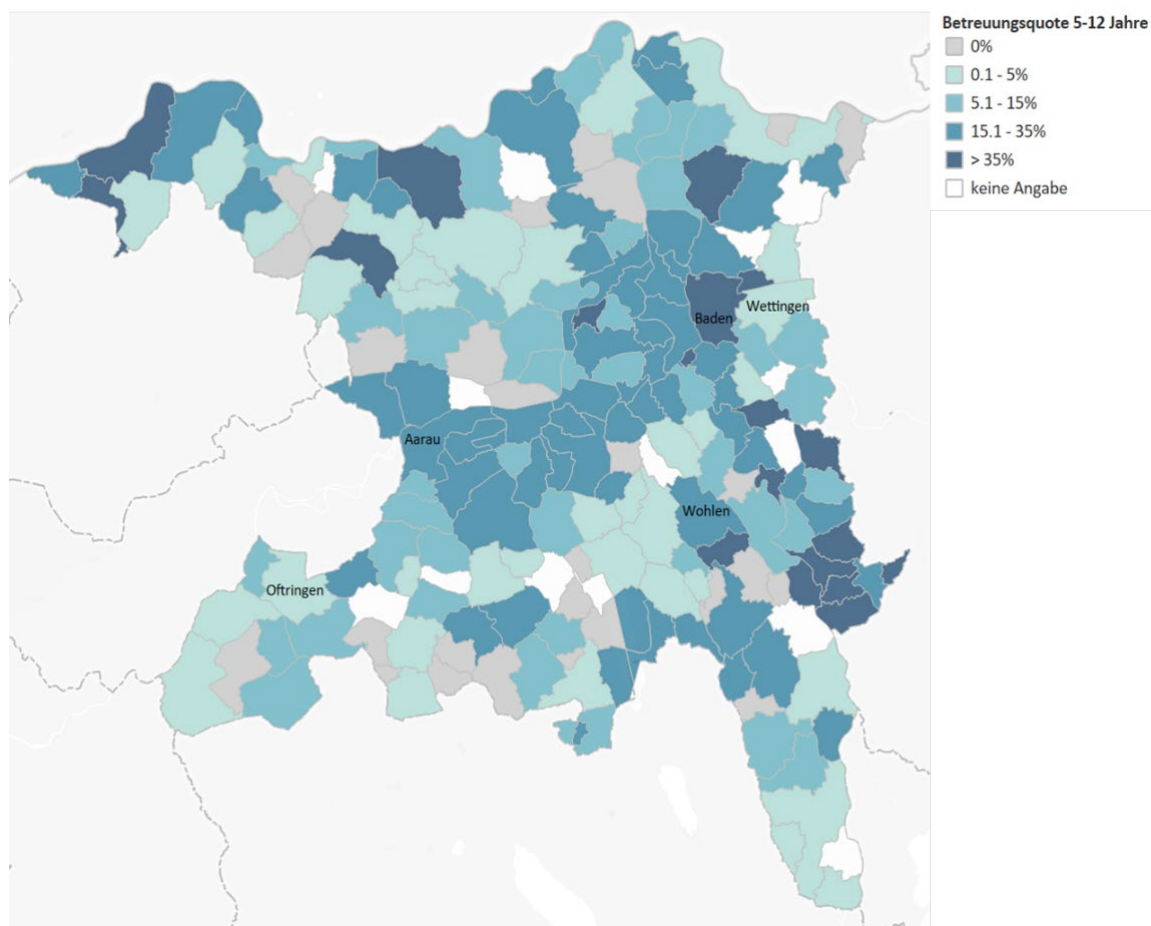 Betreuungsquote 5-12 Jahre
0%
0.1 - 5%
5.1 - 15%
15.1 - 35%
> 35%
keine Angabe
Wettingen
Baden
Aarau
Wohlen
Oftringen